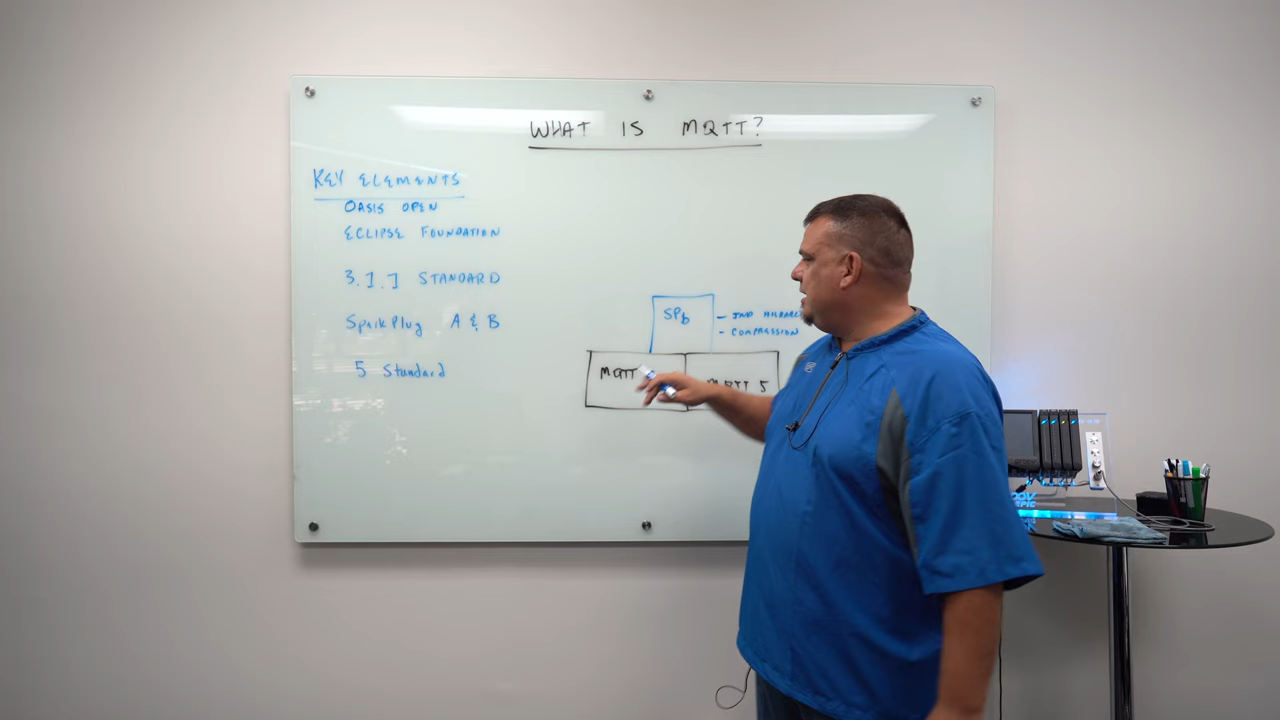 WHAT IS MQTT?
KEY ELEMENTS
OASIS OPEN
ECLIPSE FOUNDATION
3.1.1 STANDARD
SparkPlug A & B
5 Standard
SPb
- COMPRESSION
MQTT
MQTT 5